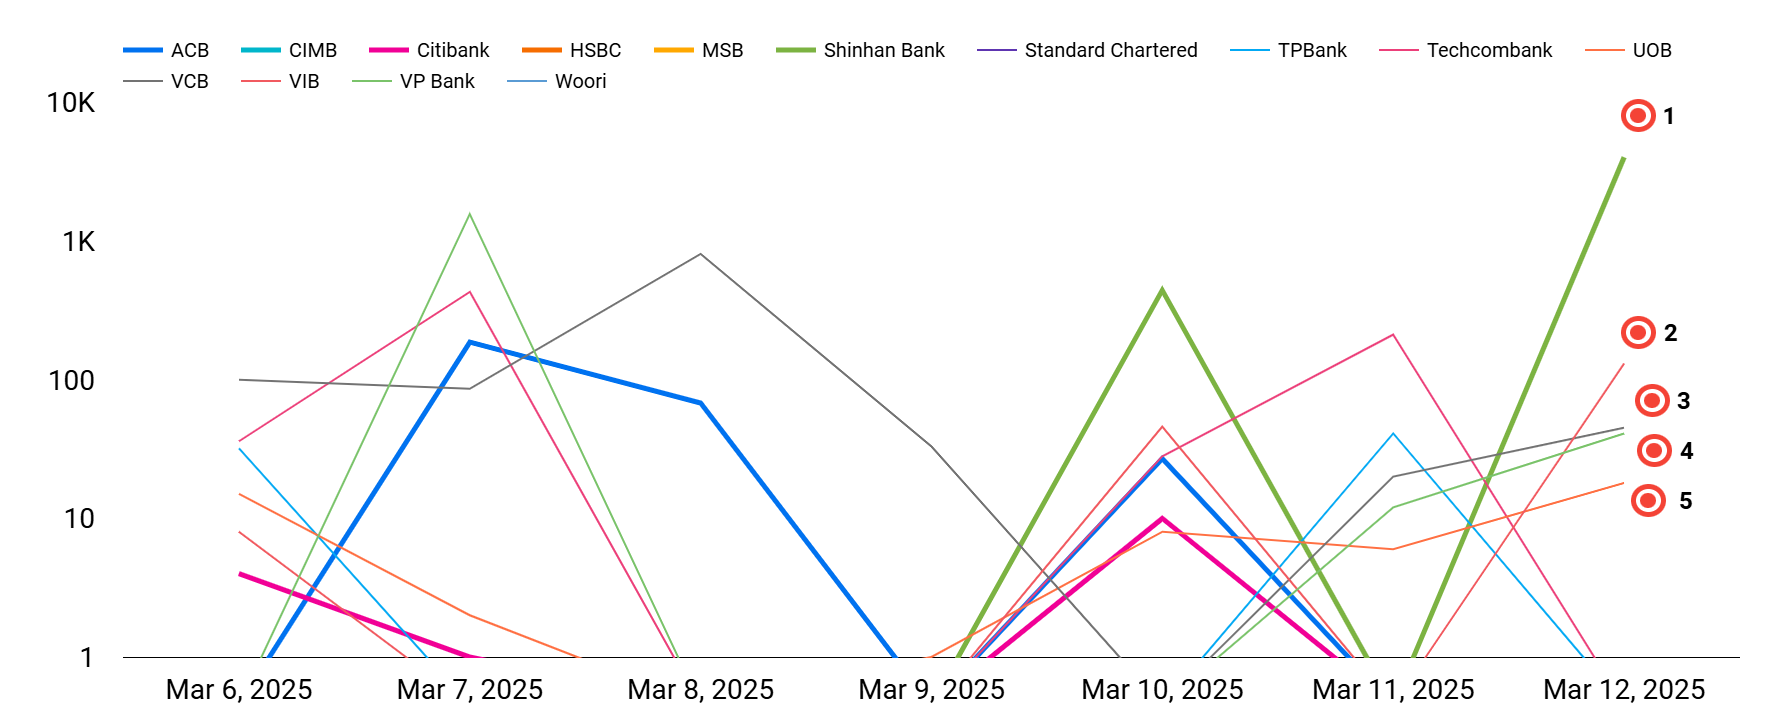 ACB CIMB Citibank HSBC MSB Shinhan Bank Standard Chartered TPBank Techcombank UOB
VCB VIB VP Bank Woori
10K
1
1K
2
100
3
4
10
5
1
Mar 6, 2025 Mar 7, 2025 Mar 8, 2025 Mar 9, 2025 Mar 10, 2025 Mar 11, 2025 Mar 12, 2025